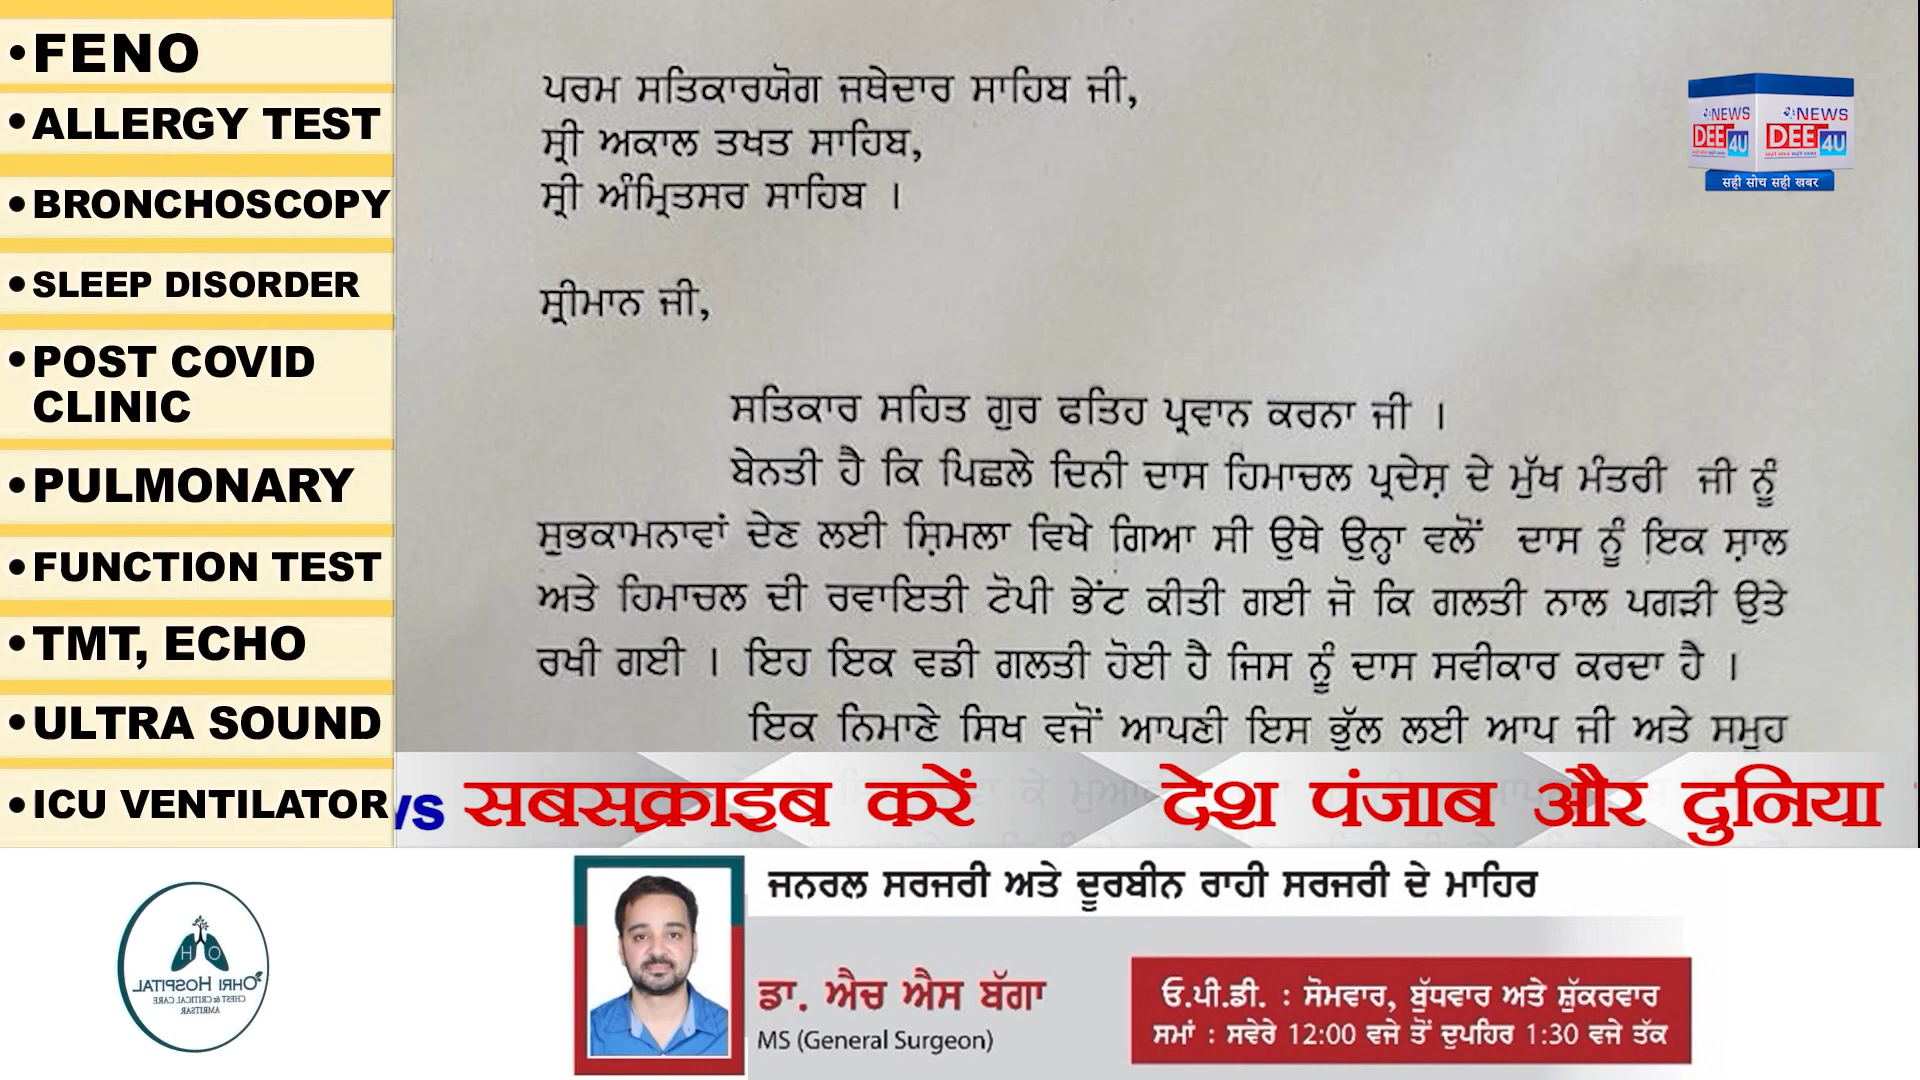 •FENO
•ALLERGY TEST
•BRONCHOSCOPY
•SLEEP DISORDER
•POST COVID
CLINIC
•PULMONARY
•FUNCTION TEST
•TMT, ECHO
•ULTRA SOUND
•ICU VENTILATOR
ਪਰਮ ਸਤਿਕਾਰਯੋਗ ਜਥੇਦਾਰ ਸਾਹਿਬ ਜੀ,
ਸ੍ਰੀ ਅਕਾਲ ਤਖਤ ਸਾਹਿਬ,
ਸ੍ਰੀ ਅੰਮ੍ਰਿਤਸਰ ਸਾਹਿਬ ।
ਸ੍ਰੀਮਾਨ ਜੀ,
ਸਤਿਕਾਰ ਸਹਿਤ ਗੁਰ ਫਤਿਹ ਪ੍ਰਵਾਨ ਕਰਨਾ ਜੀ ।
ਬੇਨਤੀ ਹੈ ਕਿ ਪਿਛਲੇ ਦਿਨੀ ਦਾਸ ਹਿਮਾਚਲ ਪ੍ਰਦੇਸ਼ ਦੇ ਮੁੱਖ ਮੰਤਰੀ ਜੀ ਨੂੰ
ਸੁਭਕਾਮਨਾਵਾਂ ਦੇਣ ਲਈ ਸ਼ਿਮਲਾ ਵਿਖੇ ਗਿਆ ਸੀ ਉਥੇ ਉਨ੍ਹਾ ਵਲੋਂ ਦਾਸ ਨੂੰ ਇਕ ਸ਼ਾਲ
ਅਤੇ ਹਿਮਾਚਲ ਦੀ ਰਵਾਇਤੀ ਟੋਪੀ ਭੇਂਟ ਕੀਤੀ ਗਈ ਜੋ ਕਿ ਗਲਤੀ ਨਾਲ ਪਗੜੀ ਉਤੇ
ਰਖੀ ਗਈ । ਇਹ ਇਕ ਵਡੀ ਗਲਤੀ ਹੋਈ ਹੈ ਜਿਸ ਨੂੰ ਦਾਸ ਸਵੀਕਾਰ ਕਰਦਾ ਹੈ ।
ਇਕ ਨਿਮਾਣੇ ਸਿਖ ਵਜੋਂ ਆਪਣੀ ਇਸ ਭੁੱਲ ਲਈ ਆਪ ਜੀ ਅਤੇ ਸਮੂਹ
NEWS NEWS
DEE 4U DEE 4U
सही सोच सही खबर
सबसक्राइब करें देश पंजाब और दुनिया
OHRI HOSPITAL
CHEST & CRITICAL CARE
AMRITSAR
ਜਨਰਲ ਸਰਜਰੀ ਅਤੇ ਦੂਰਬੀਨ ਰਾਹੀ ਸਰਜਰੀ ਦੇ ਮਾਹਿਰ
ਡਾ. ਐਚ ਐਸ ਬੱਗਾ
MS (General Surgeon)
ਓ.ਪੀ.ਡੀ. : ਸੋਮਵਾਰ, ਬੁੱਧਵਾਰ ਅਤੇ ਸ਼ੁੱਕਰਵਾਰ
ਸਮਾਂ : ਸਵੇਰੇ 12:00 ਵਜੇ ਤੋਂ ਦੁਪਹਿਰ 1:30 ਵਜੇ ਤੱਕ